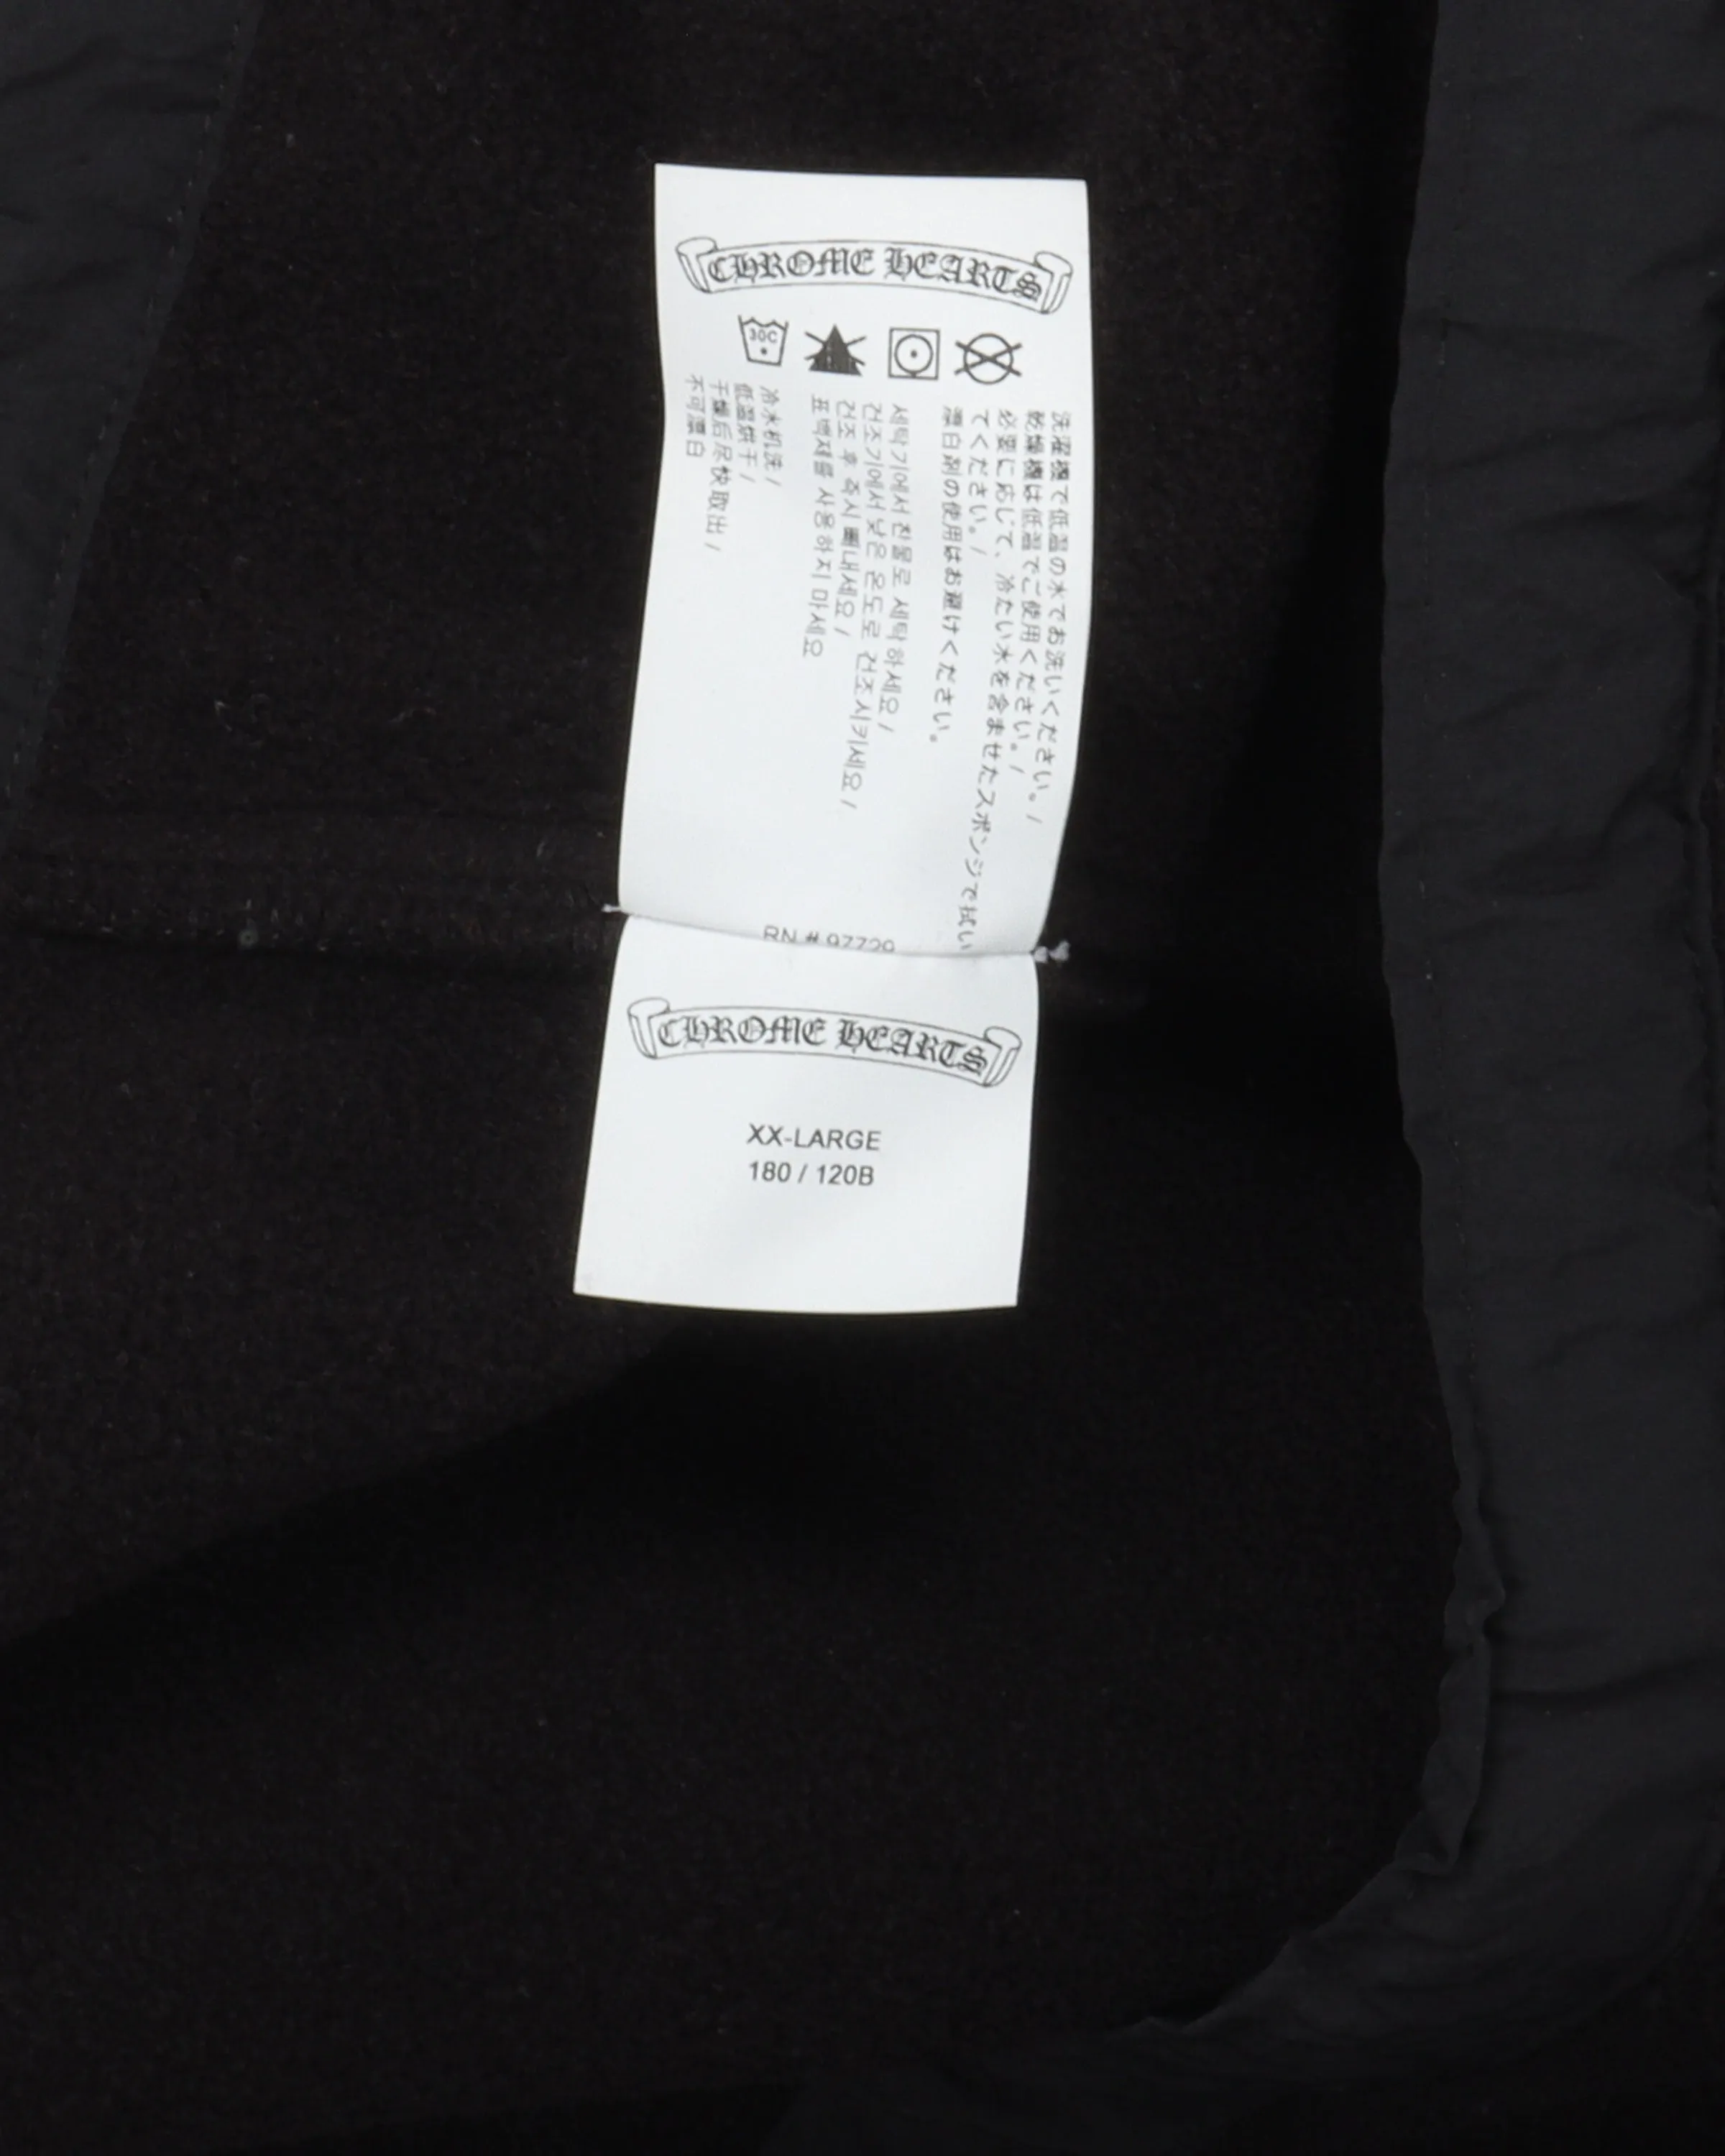 CHROME HEARTS
30C
洗濯機で低温の水でお洗いください。/
乾燥機は低温でご使用ください。/
必要に応じて、冷たい水を含ませたスポンジで拭い
てください。/
漂白剤の使用はお避けください。
세탁기에서 찬물로 세탁하세요 /
건조기에서 낮은 온도로 건조시키세요 /
건조 후 즉시 빼내세요 /
표백제를 사용하지 마세요
冷水机洗 /
低温烘干 /
干燥后尽快取出 /
不可漂白
RN # 97729
CHROME HEARTS
XX-LARGE
180 / 120B